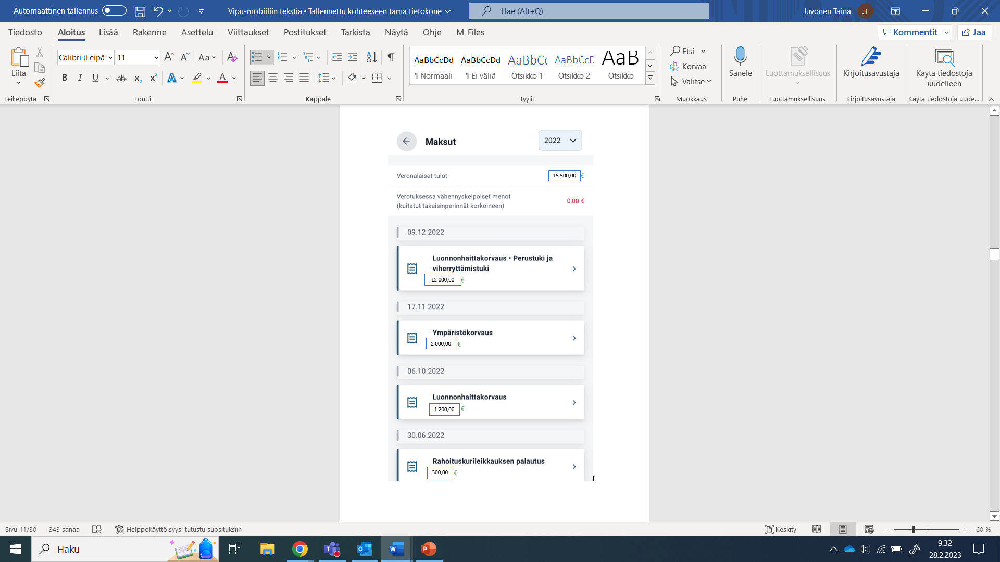 Automaattinen tallennus
Vipu-mobiiliin tekstiä • Tallennettu kohteeseen tämä tietokone
Hae (Alt+Q)
Juvonen Taina
JT
Tiedosto
Aloitus
Lisää
Rakenne
Asettelu
Viittaukset
Postitukset
Tarkista
Näytä
Ohje
M-Files
Kommentit
Jaa
Liitä
Leikepöytä
Calibri (Leipä
11
Fontti
Kappale
AaBbCcDd
¶ Normaali
AaBbCcDd
¶ Ei väliä
AaBbCc
Otsikko 1
AaBbCcD
Otsikko 2
AaB
Otsikko
Tyylit
Etsi
Korvaa
Valitse
Muokkaus
Sanele
Puhe
Luottamuksellisuus
Luottamuksellisuus
Kirjoitusavustaja
Kirjoitusavustaja
Käytä tiedostoja
uudelleen
Käytä tiedostoja uude...
Maksut
2022
Veronalaiset tulot
15 500,00 €
Verotuksessa vähennyskelpoiset menot
(kuitatut takaisinperinnät korkoineen)
0,00 €
09.12.2022
Luonnonhaittakorvaus • Perustuki ja
viherryttämistuki
12 000,00 €
17.11.2022
Ympäristökorvaus
2 000,00 €
06.10.2022
Luonnonhaittakorvaus
1 200,00 €
30.06.2022
Rahoituskurileikkauksen palautus
300,00 €
Sivu 11/30
343 sanaa
Helppokäyttöisyys: tutustu suosituksiin
Keskity
60 %
Haku
9.32
28.2.2023